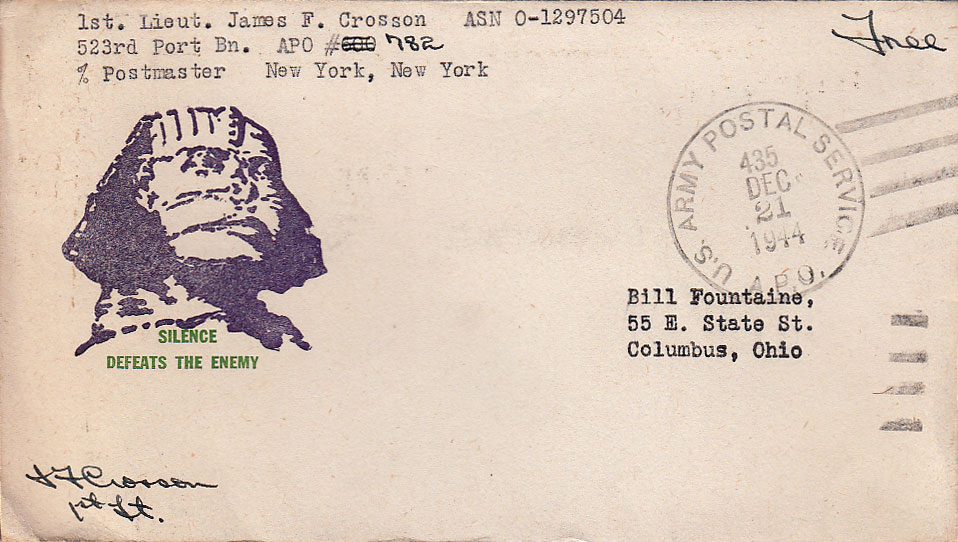 1st. Lieut. James F. Crosson   ASN O-1297504
523rd Port Bn.  APO #600 782
% Postmaster   New York, New York
Free
U.S. ARMY POSTAL SERVICE
435
DEC
21
1944
A.P.O.
SILENCE
DEFEATS THE ENEMY
Bill Fountaine,
55 E. State St.
Columbus, Ohio
J F Crosson
1st Lt.